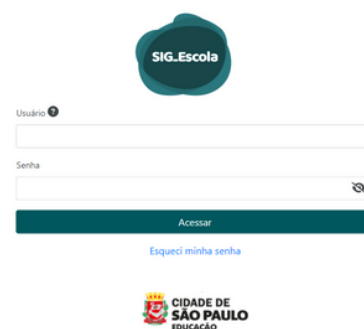 SIG_Escola
Usuário ?
Senha
Acessar
Esqueci minha senha
CIDADE DE
SÃO PAULO
EDUCAÇÃO